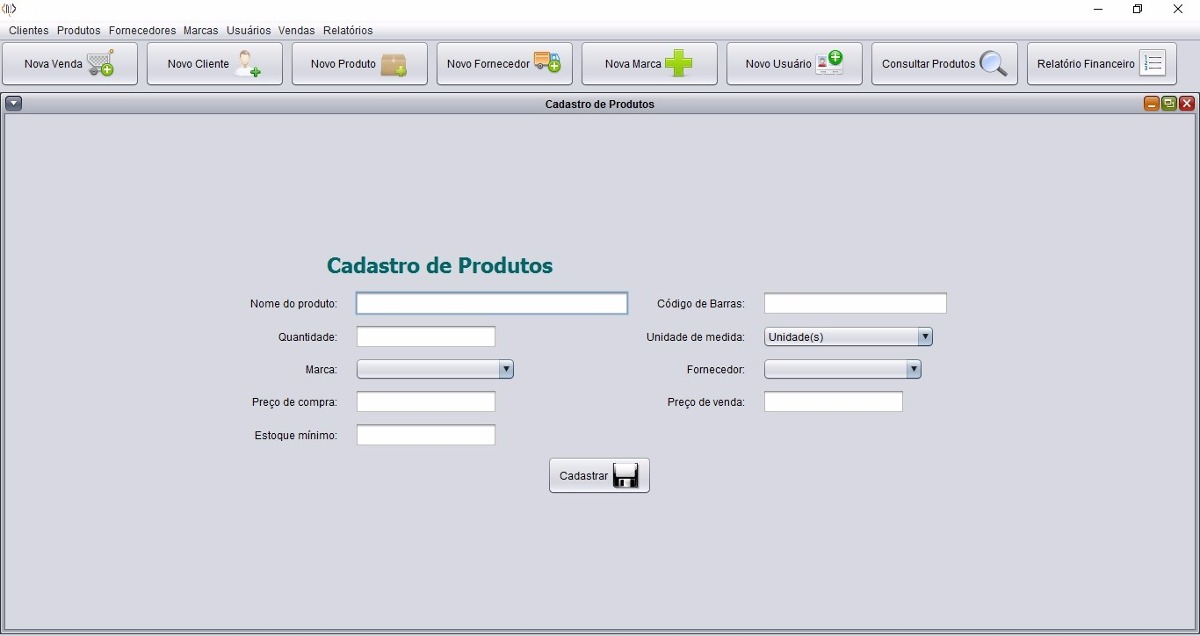 Clientes Produtos Fornecedores Marcas Usuários Vendas Relatórios
Nova Venda Novo Cliente Novo Produto Novo Fornecedor Nova Marca Novo Usuário Consultar Produtos Relatório Financeiro
Cadastro de Produtos
Cadastro de Produtos
Nome do produto: Código de Barras:
Quantidade: Unidade de medida: Unidade(s)
Marca: Fornecedor:
Preço de compra: Preço de venda:
Estoque mínimo:
Cadastrar